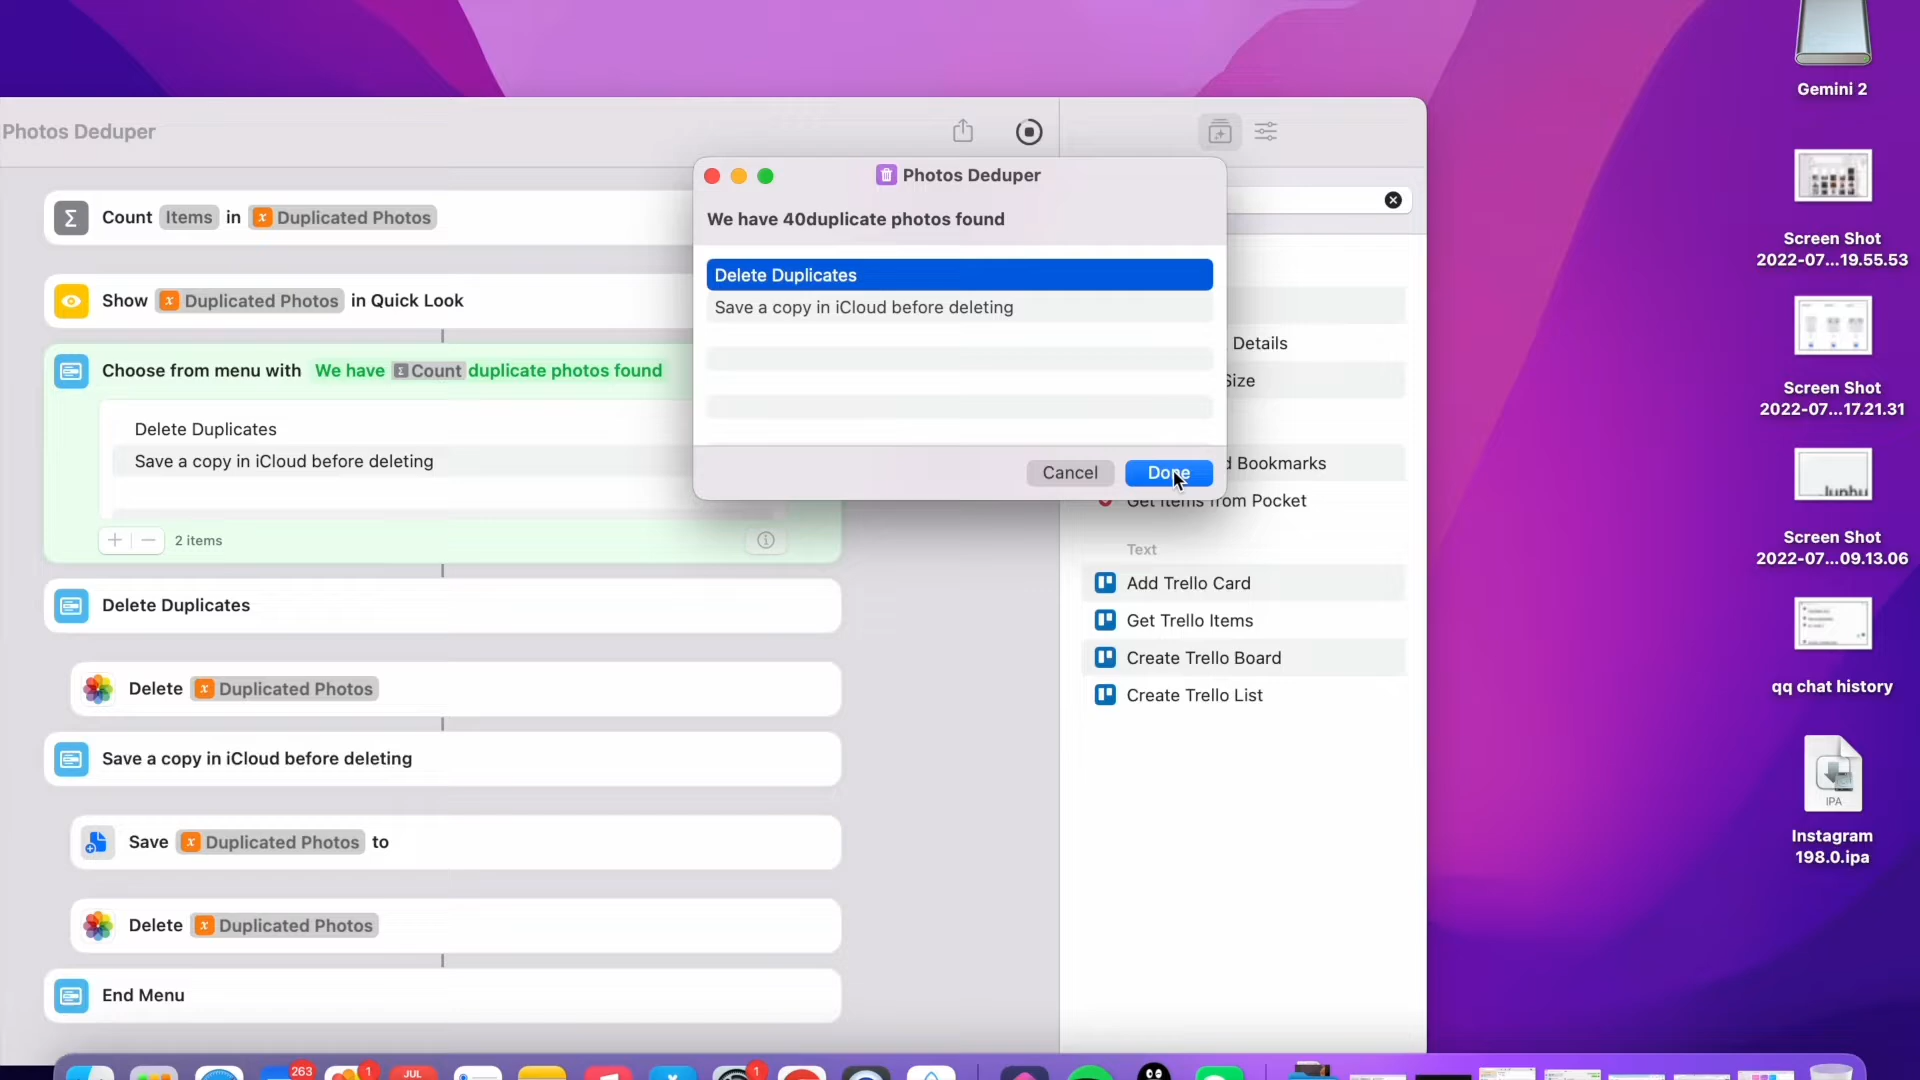 Photos Deduper
Count Items in Duplicated Photos
Show Duplicated Photos in Quick Look
Choose from menu with We have Count duplicate photos found
Delete Duplicates
Save a copy in iCloud before deleting
2 items
Delete Duplicates
Delete Duplicated Photos
Save a copy in iCloud before deleting
Save Duplicated Photos to
Delete Duplicated Photos
End Menu
Photos Deduper
We have 40duplicate photos found
Delete Duplicates
Save a copy in iCloud before deleting
Cancel
Done
Details
Size
Bookmarks
Get Items from Pocket
Text
Add Trello Card
Get Trello Items
Create Trello Board
Create Trello List
Gemini 2
Screen Shot
2022-07...19.55.53
Screen Shot
2022-07...17.21.31
Screen Shot
2022-07...09.13.06
qq chat history
IPA
Instagram
198.0.ipa
263
1
JUL
1